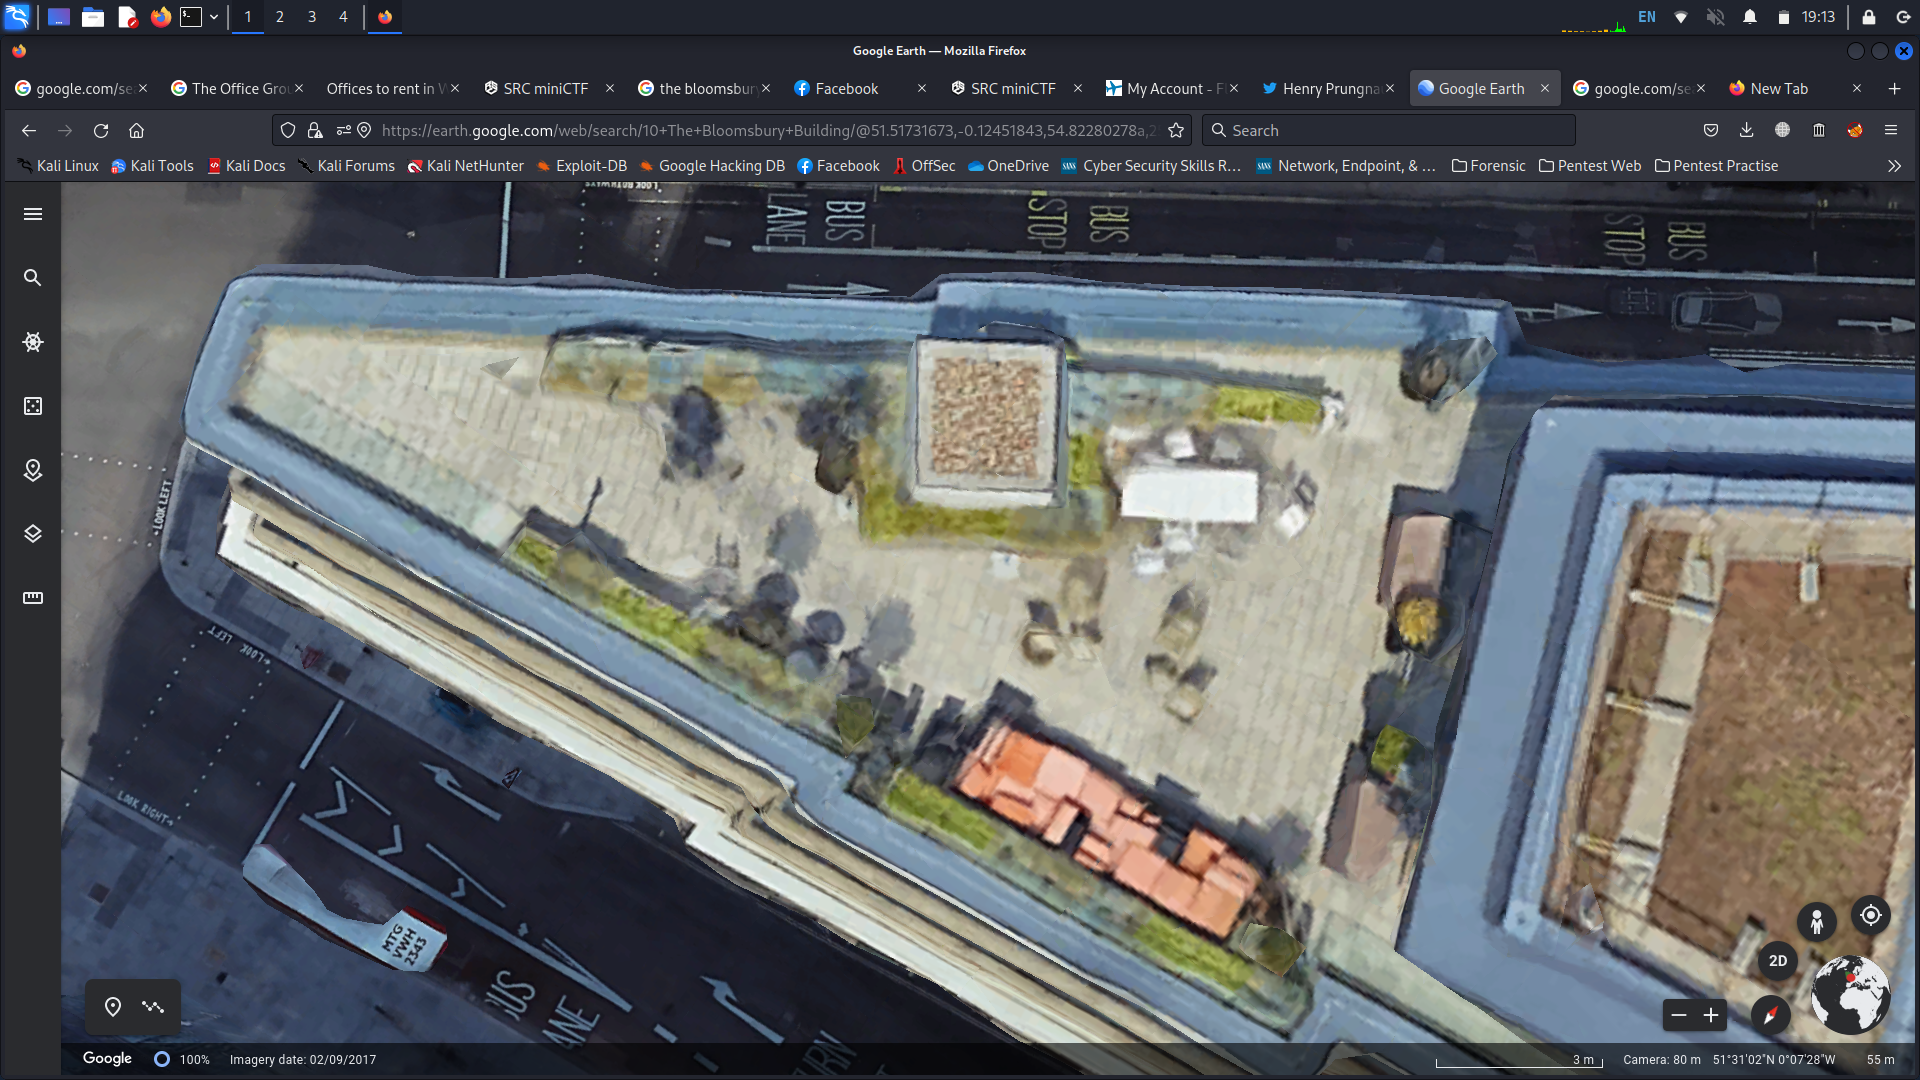 1 2 3 4 EN 19:13
Google Earth — Mozilla Firefox
google.com/se The Office Gro Offices to rent in W SRC miniCTF the bloomsbury Facebook SRC miniCTF My Account - Fl Henry Prungna Google Earth google.com/se New Tab
https://earth.google.com/web/search/10+The+Bloomsbury+Building/@51.51731673,-0.12451843,54.82280278a,2 Search
Kali Linux Kali Tools Kali Docs Kali Forums Kali NetHunter Exploit-DB Google Hacking DB Facebook OffSec OneDrive Cyber Security Skills R… Network, Endpoint, & … Forensic Pentest Web Pentest Practise
LOOK BOTHWAYS
BUS
LANE
BUS
STOP
BUS
STOP
LOOK LEFT
LOOK LEFT
LOOK RIGHT
MTG
VWH
2343
BUS
LANE
TURN
2D
Google 100% Imagery date: 02/09/2017 3 m Camera: 80 m 51°31'02"N 0°07'28"W 55 m